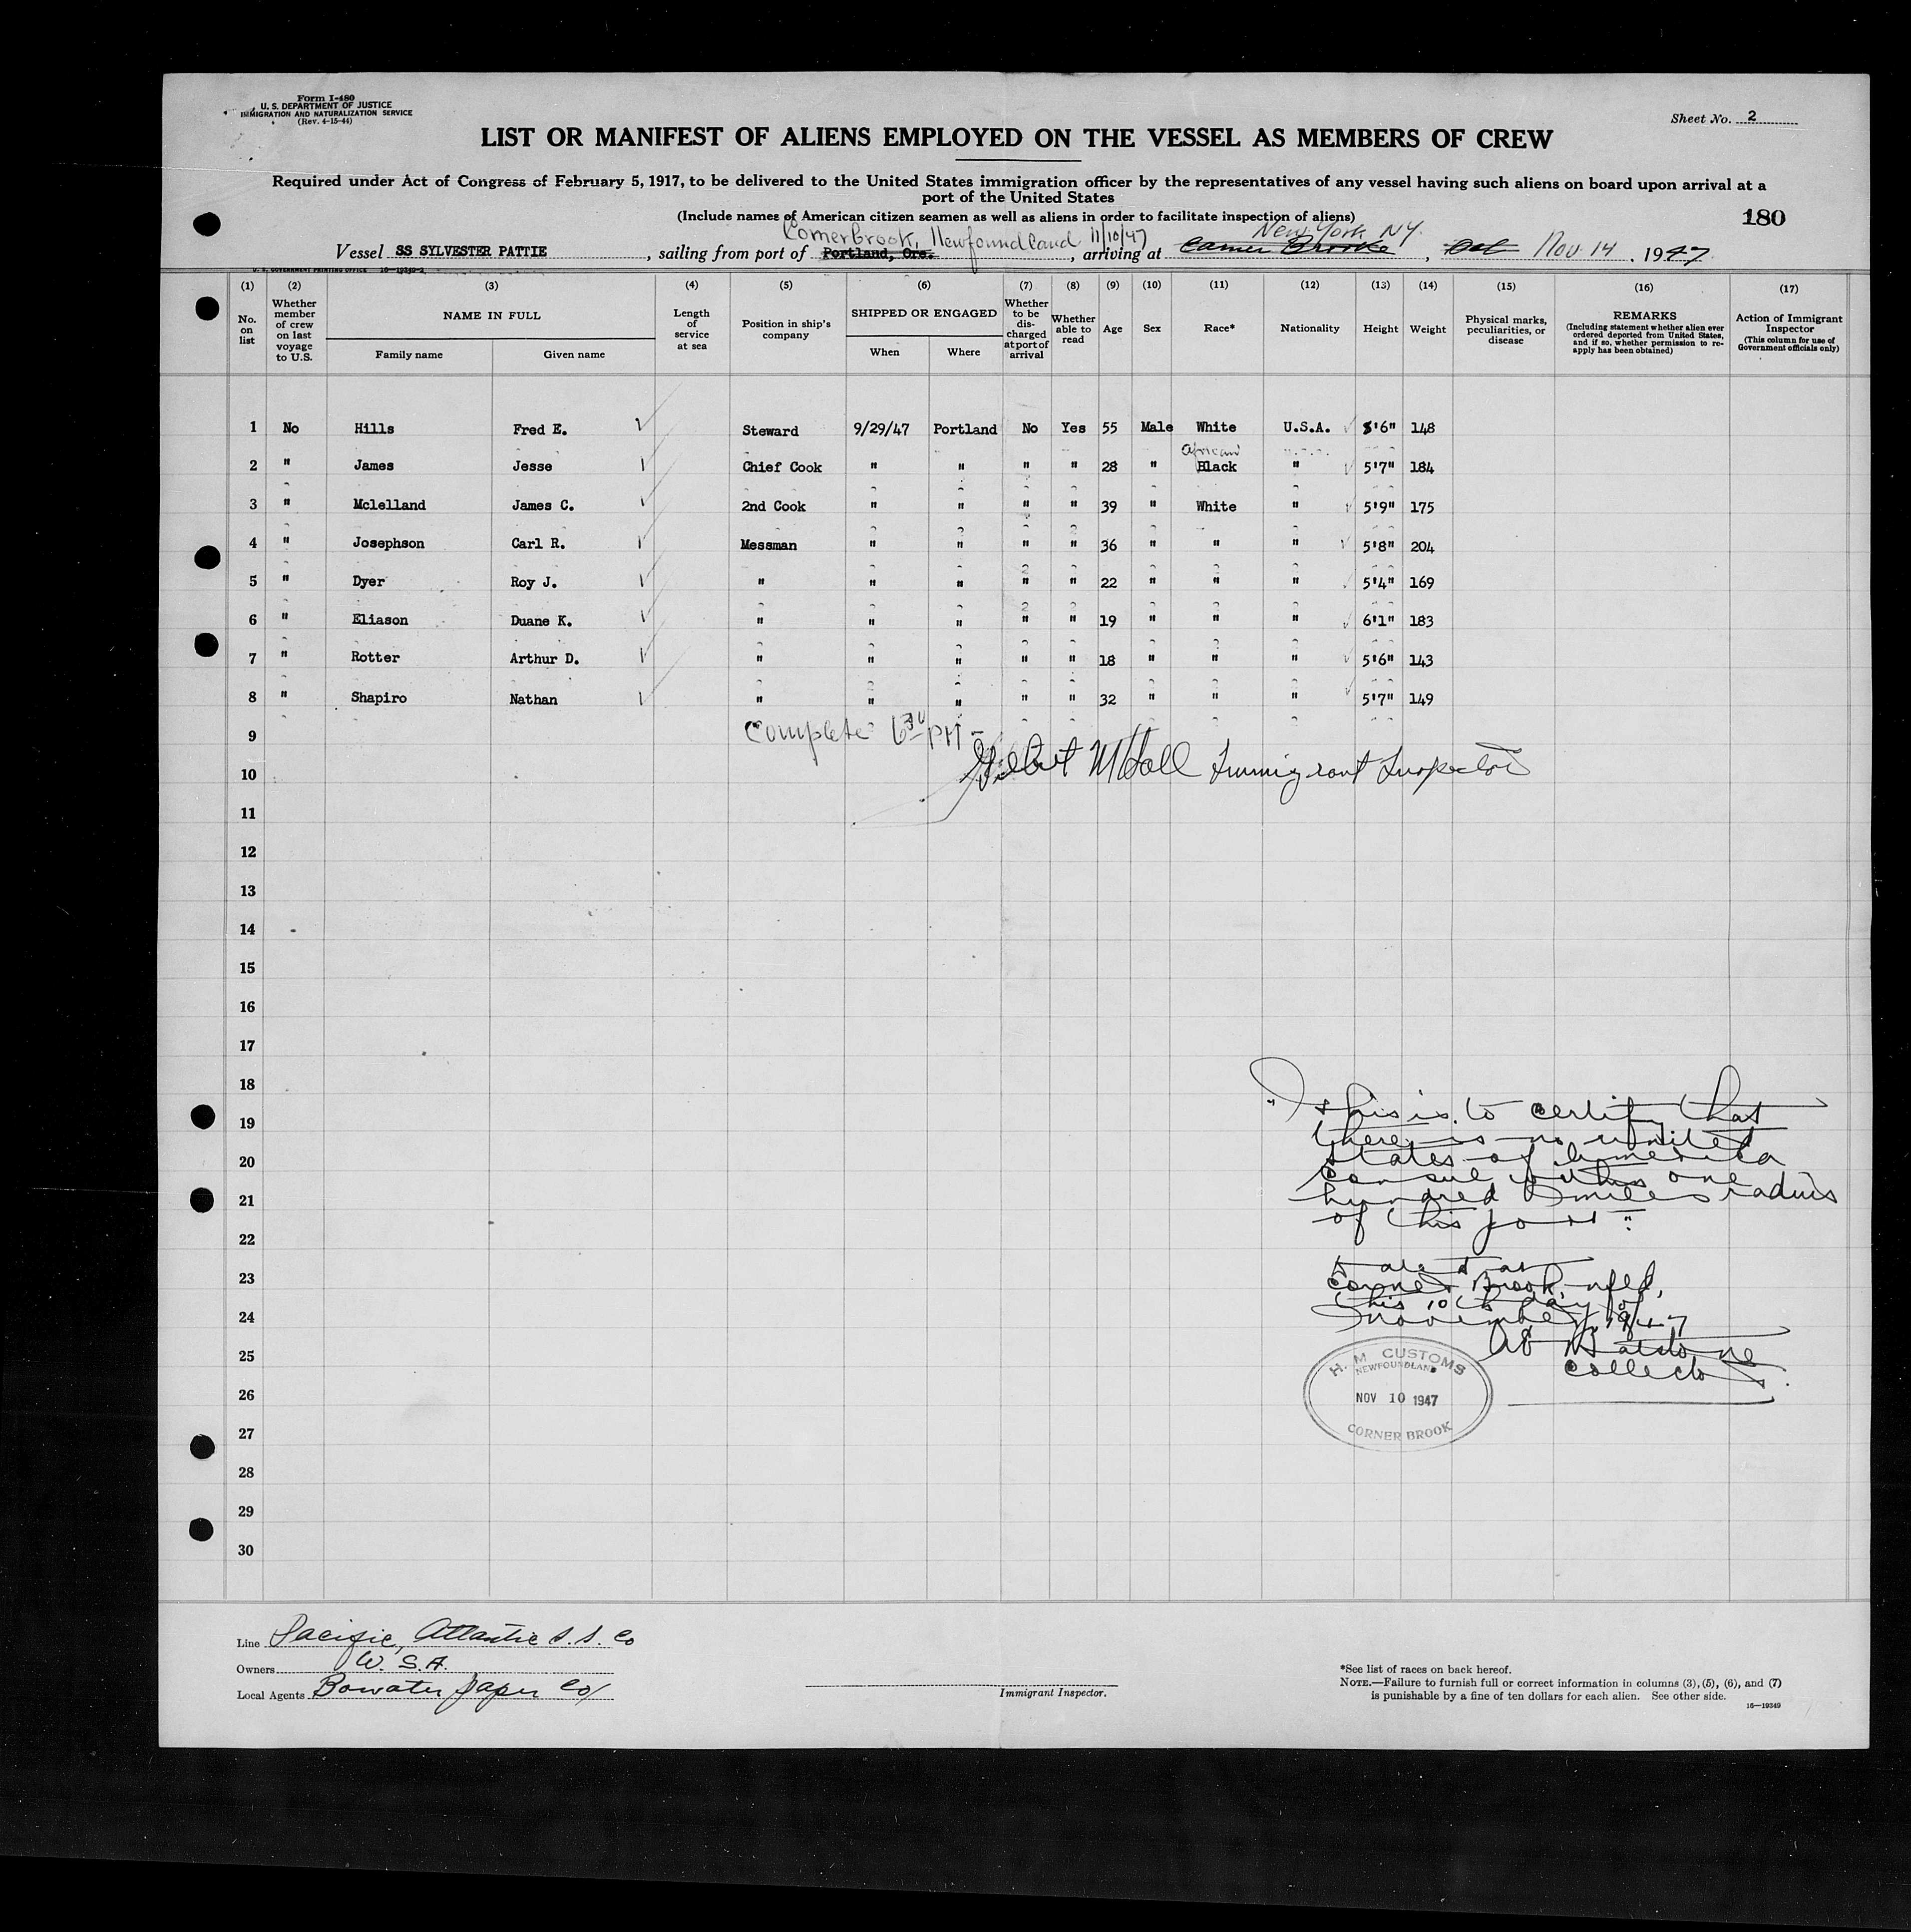 Form I-480
U. S. DEPARTMENT OF JUSTICE
IMMIGRATION AND NATURALIZATION SERVICE
(Rev. 4-15-44)
Sheet No. 2
LIST OR MANIFEST OF ALIENS EMPLOYED ON THE VESSEL AS MEMBERS OF CREW
Required under Act of Congress of February 5, 1917, to be delivered to the United States immigration officer by the representatives of any vessel having such aliens on board upon arrival at a
port of the United States
(Include names of American citizen seamen as well as aliens in order to facilitate inspection of aliens)
180
Cornerbrook, Newfoundland 11/10/47 New York NY.
Vessel SS SYLVESTER PATTIE, sailing from port of Portland, Ore., arriving at Corner Brooke, Oct Nov 14, 1947
U. S. GOVERNMENT PRINTING OFFICE 16-19349-2
(1) (2) (3) (4) (5) (6) (7) (8) (9) (10) (11) (12) (13) (14) (15) (16) (17)
No. on list
Whether member of crew on last voyage to U.S.
NAME IN FULL
Family name
Given name
Length of service at sea
Position in ship's company
SHIPPED OR ENGAGED
When
Where
Whether to be discharged at port of arrival
Whether able to read
Age
Sex
Race*
Nationality
Height
Weight
Physical marks, peculiarities, or disease
REMARKS
(Including statement whether alien ever ordered deported from United States, and if so, whether permission to reapply has been obtained)
Action of Immigrant Inspector
(This column for use of Government officials only)
1 No Hills Fred E. Steward 9/29/47 Portland No Yes 55 Male White U.S.A. 5'6" 148
African
2 " James Jesse Chief Cook " " " " 28 " Black " 5'7" 184
3 " Mclelland James C. 2nd Cook " " " " 39 " White " 5'9" 175
4 " Josephson Carl R. Messman " " " " 36 " " " 5'8" 204
5 " Dyer Roy J. " " " " " 22 " " " 5'4" 169
6 " Eliason Duane K. " " " " " 19 " " " 6'1" 183
7 " Rotter Arthur D. " " " " " 18 " " " 5'6" 143
8 " Shapiro Nathan " " " " " 32 " " " 5'7" 149
9 Complete 6 30 PM -
10 Immigrant Inspector
11
12
13
14
15
16
17
18
19
20
21
22
23
24
25
26
27
28
29
30
"This is to certify that
there is no United
States of America
Consul within one
hundred miles radius
of this port".
Dated at
Corner Brook, Nfld,
this 10th day of
November, 1947
Collector.
H. M CUSTOMS
NEWFOUNDLAND
NOV 10 1947
CORNER BROOK
Line Pacific, Atlantic S.S. Co
Owners W.S.A.
Local Agents Bowater Paper Co/
Immigrant Inspector.
*See list of races on back hereof.
NOTE.—Failure to furnish full or correct information in columns (3), (5), (6), and (7)
is punishable by a fine of ten dollars for each alien. See other side.
16-19349